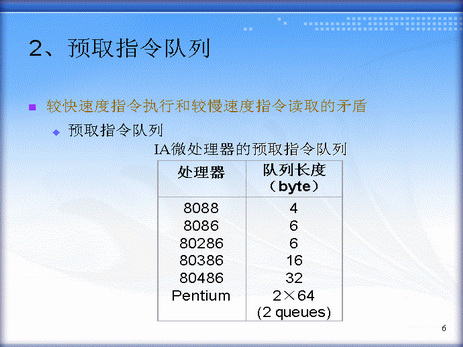 2、预取指令队列
较快速度指令执行和较慢速度指令读取的矛盾
预取指令队列
IA微处理器的预取指令队列
处理器 队列长度
（byte）
8088 4
8086 6
80286 6
80386 16
80486 32
Pentium 2×64
(2 queues)
6